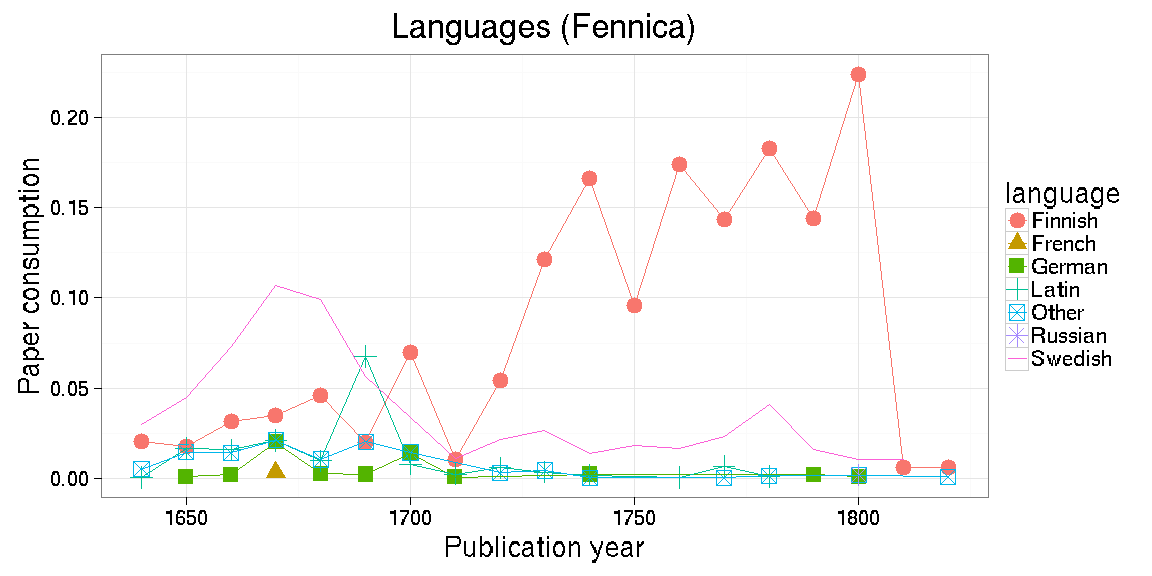 Languages (Fennica)
Paper consumption
0.20
0.15
0.10
0.05
0.00
1650
1700
1750
1800
Publication year
language
Finnish
French
German
Latin
Other
Russian
Swedish